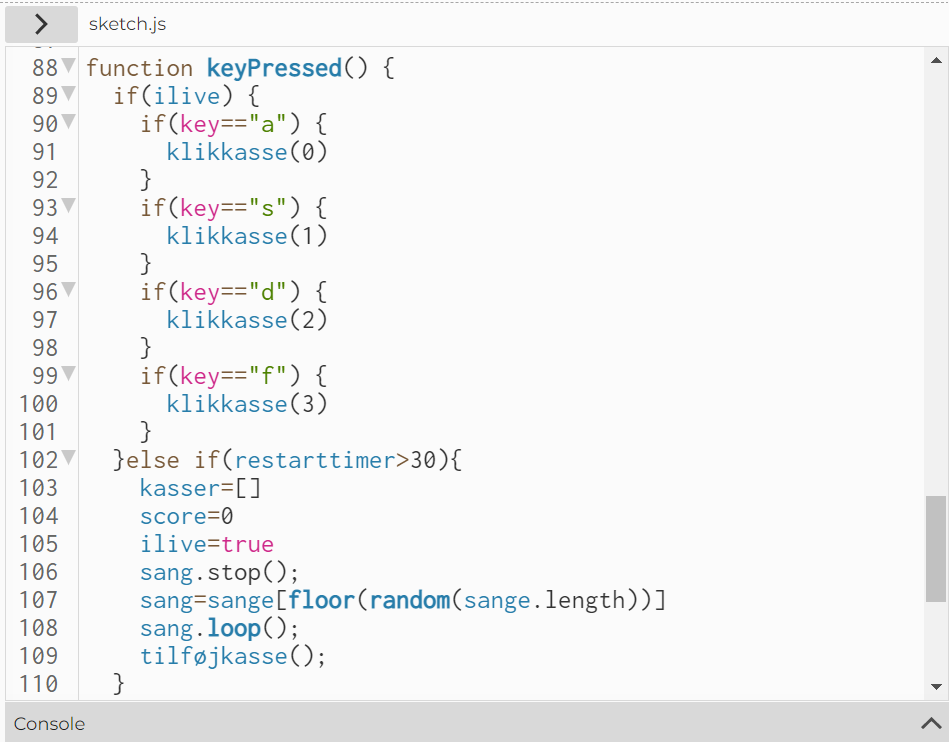 sketch.js
88 function keyPressed() {
89   if(ilive) {
90     if(key=="a") {
91       klikkasse(0)
92     }
93     if(key=="s") {
94       klikkasse(1)
95     }
96     if(key=="d") {
97       klikkasse(2)
98     }
99     if(key=="f") {
100       klikkasse(3)
101     }
102   }else if(restarttimer>30){
103     kasser=[]
104     score=0
105     ilive=true
106     sang.stop();
107     sang=sange[floor(random(sange.length))]
108     sang.loop();
109     tilføjkasse();
110   }
Console